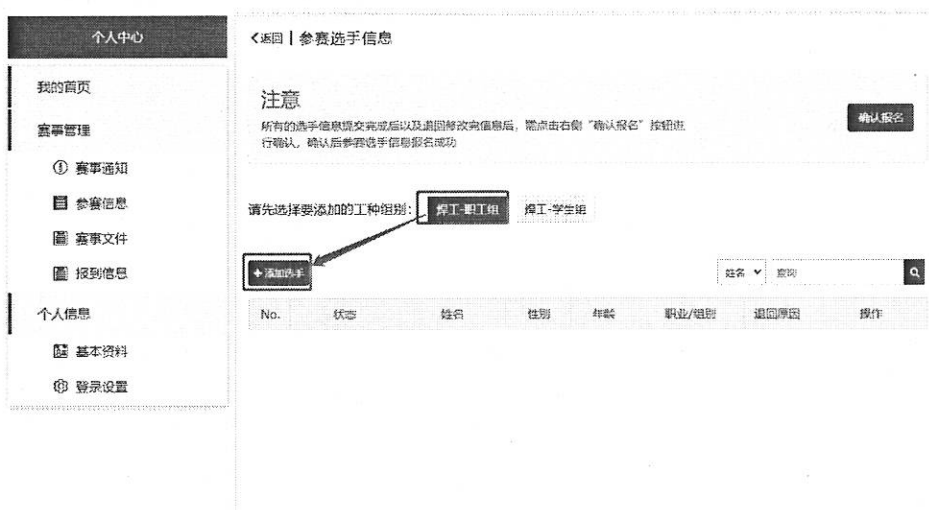 个人中心
我的首页
赛事管理
赛事通知
参赛信息
赛事文件
报到信息
个人信息
基本资料
登录设置
<返回 | 参赛选手信息
注意
所有的选手信息提交完成后以及退回修改完信息后，需点击右侧“确认报名”按钮进
行确认，确认后参赛选手信息报名成功
确认报名
请先选择要添加的工种组别： 焊工-职工组 焊工-学生组
+添加选手
姓名 查询
No. 状态 姓名 性别 年龄 职业/组别 退回原因 操作